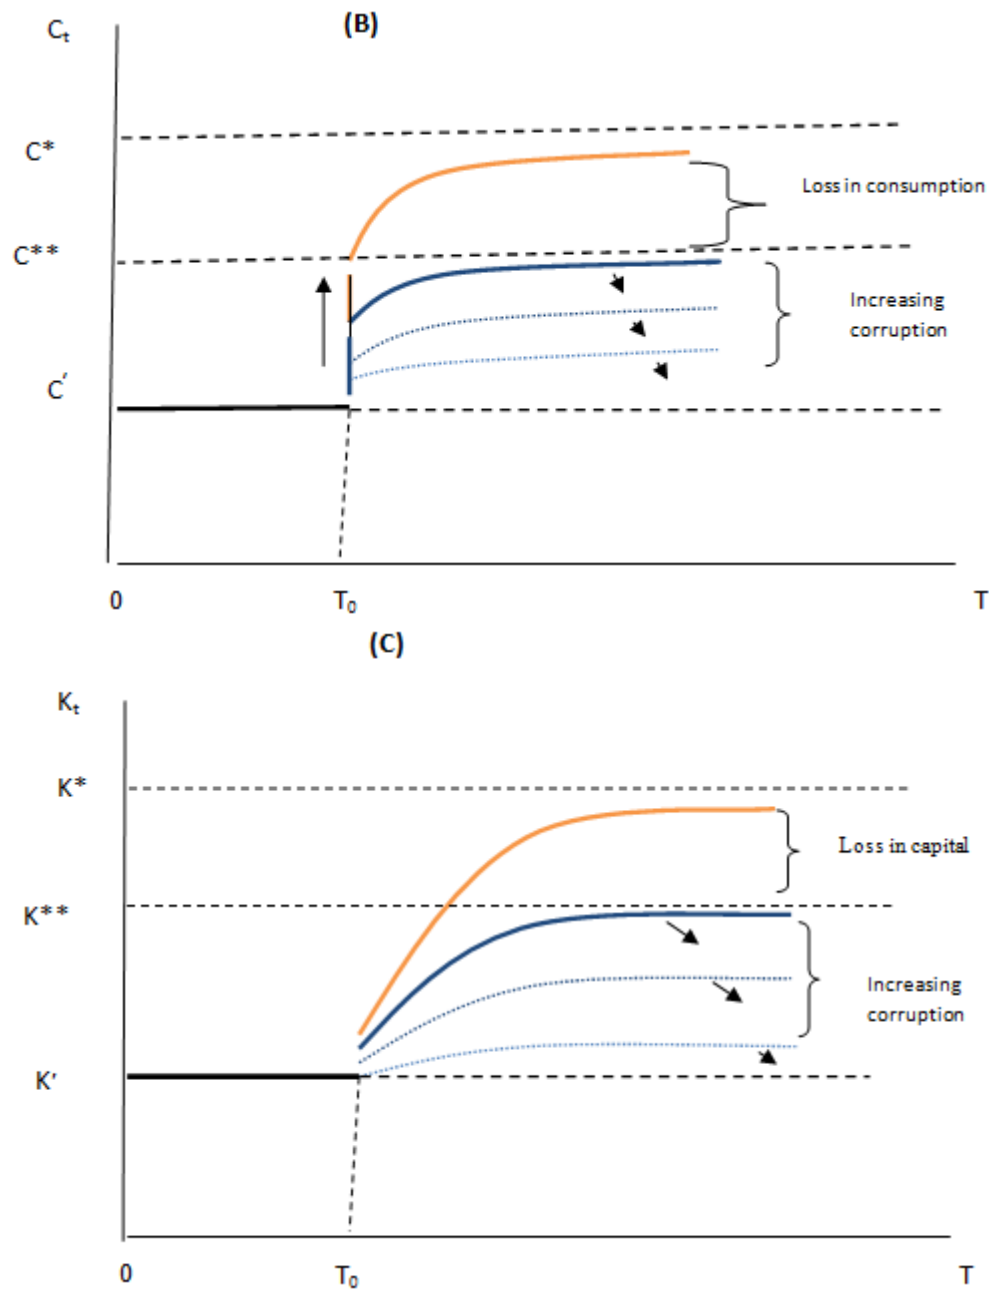 (B)
Cₜ
C*
Loss in consumption
C**
Increasing
corruption
C′
0 T₀ T
(C)
Kₜ
K*
Loss in capital
K**
Increasing
corruption
K′
0 T₀ T